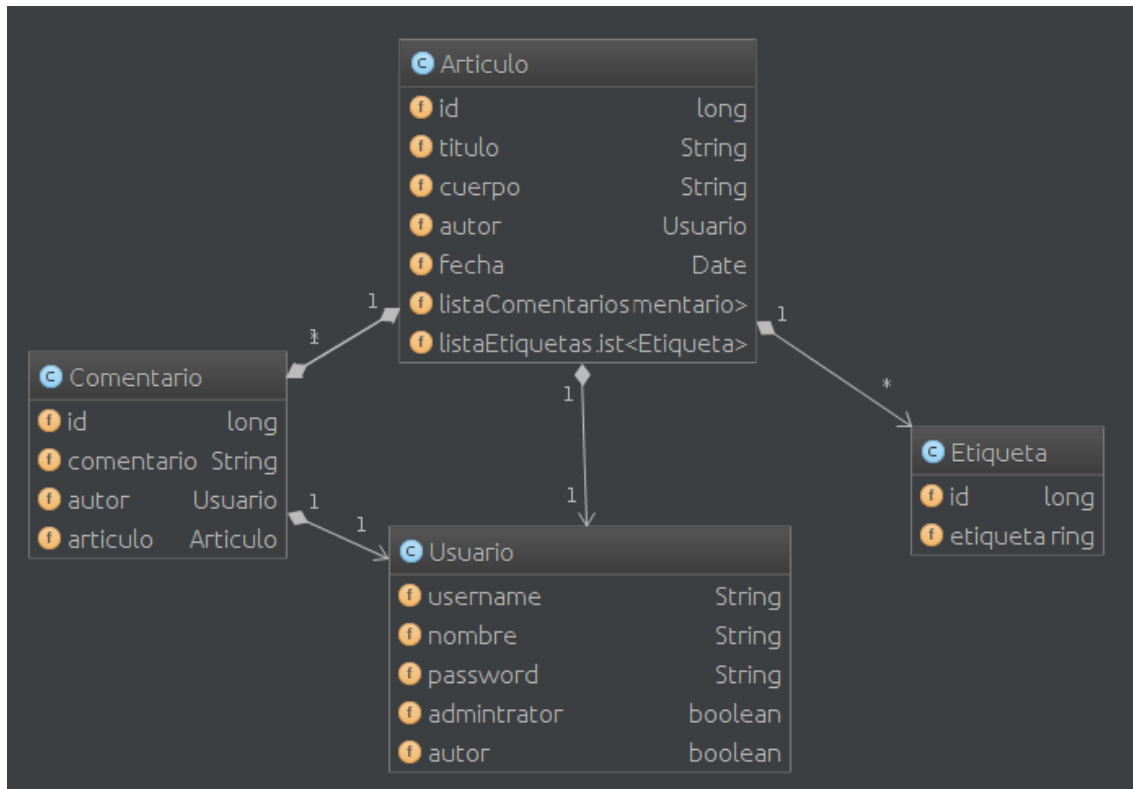 C Articulo
f id long
f titulo String
f cuerpo String
f autor Usuario
f fecha Date
f listaComentarios mentario>
f listaEtiquetas .ist<Etiqueta>
1
1
*
1
1
*
C Comentario
f id long
f comentario String
f autor Usuario
f articulo Articulo
1
1
1
C Etiqueta
f id long
f etiqueta ring
C Usuario
f username String
f nombre String
f password String
f admintrator boolean
f autor boolean